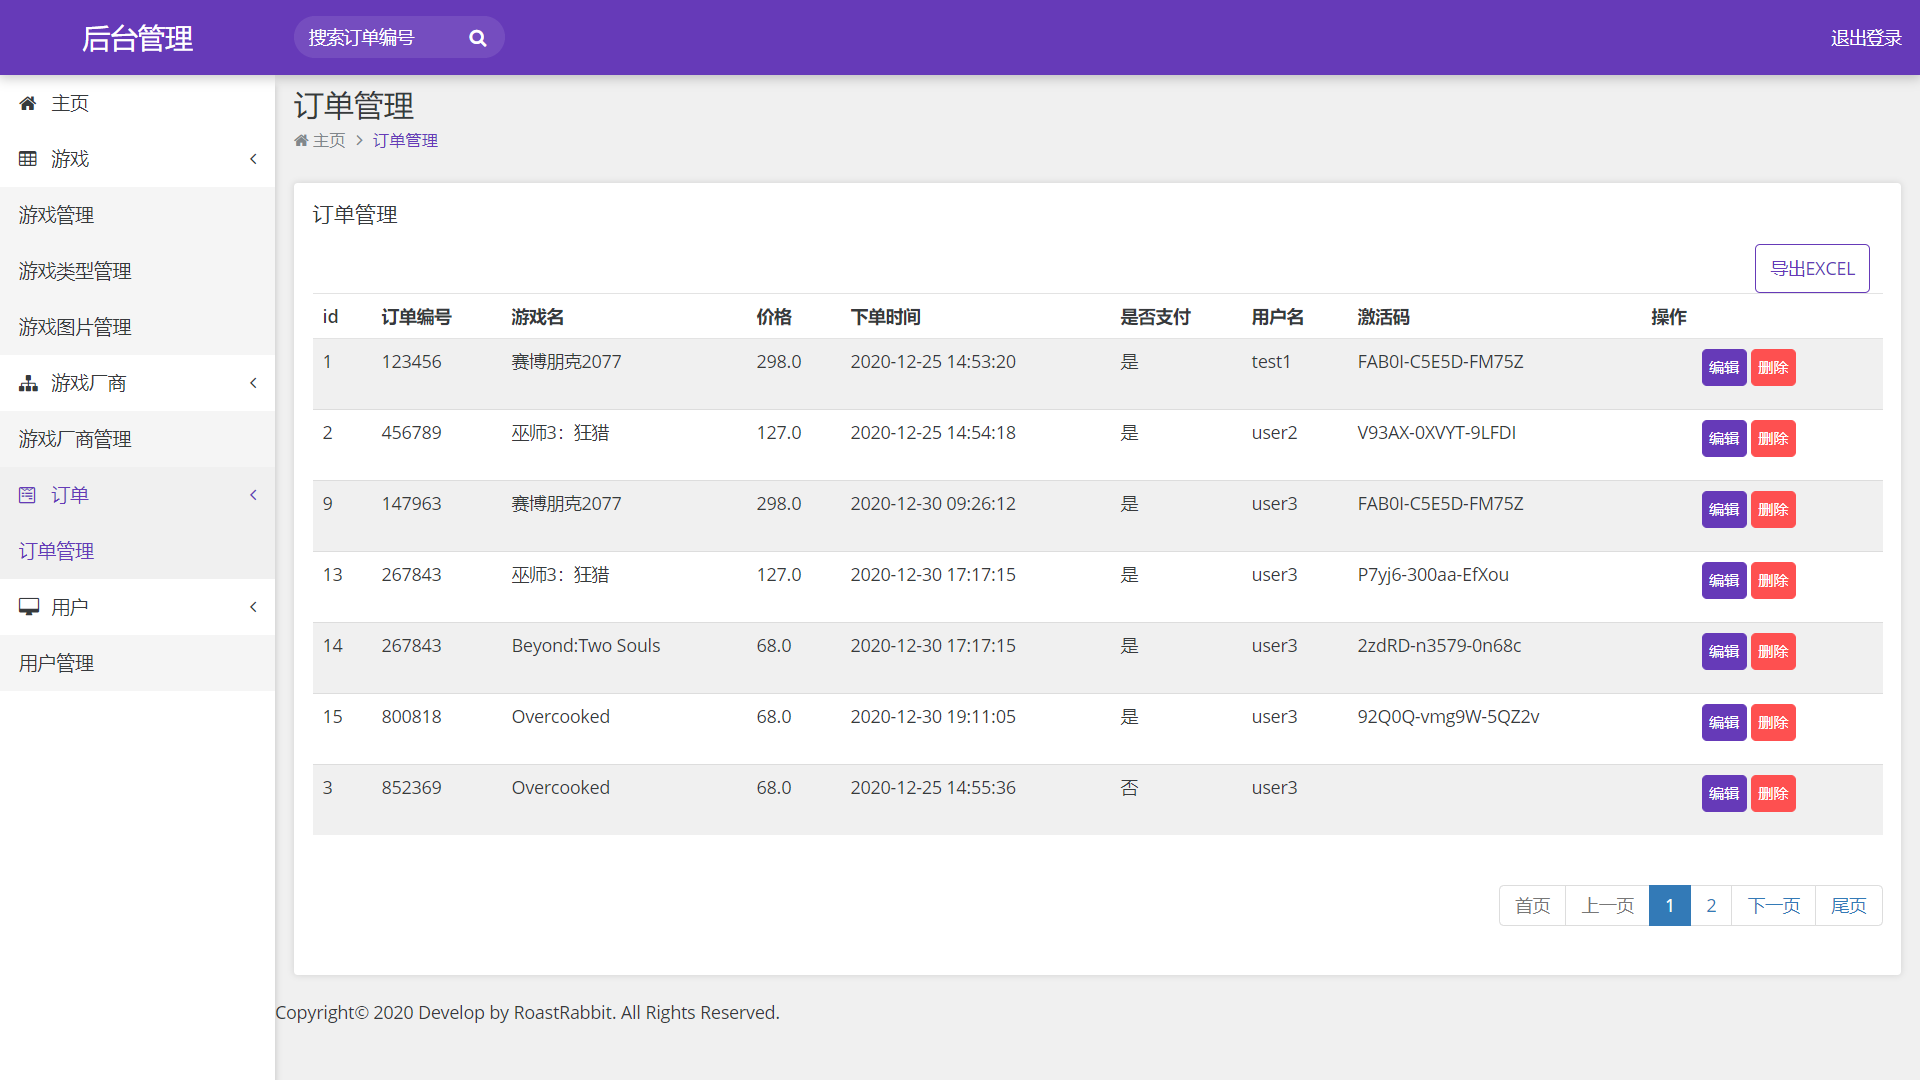 后台管理
搜索订单编号
退出登录
主页
游戏
游戏管理
游戏类型管理
游戏图片管理
游戏厂商
游戏厂商管理
订单
订单管理
用户
用户管理
订单管理
主页 > 订单管理
订单管理
导出EXCEL
id 订单编号 游戏名 价格 下单时间 是否支付 用户名 激活码 操作
1 123456 赛博朋克2077 298.0 2020-12-25 14:53:20 是 test1 FAB0I-C5E5D-FM75Z 编辑 删除
2 456789 巫师3：狂猎 127.0 2020-12-25 14:54:18 是 user2 V93AX-0XVYT-9LFDI 编辑 删除
9 147963 赛博朋克2077 298.0 2020-12-30 09:26:12 是 user3 FAB0I-C5E5D-FM75Z 编辑 删除
13 267843 巫师3：狂猎 127.0 2020-12-30 17:17:15 是 user3 P7yj6-300aa-EfXou 编辑 删除
14 267843 Beyond:Two Souls 68.0 2020-12-30 17:17:15 是 user3 2zdRD-n3579-0n68c 编辑 删除
15 800818 Overcooked 68.0 2020-12-30 19:11:05 是 user3 92Q0Q-vmg9W-5QZ2v 编辑 删除
3 852369 Overcooked 68.0 2020-12-25 14:55:36 否 user3 编辑 删除
首页 上一页 1 2 下一页 尾页
Copyright© 2020 Develop by RoastRabbit. All Rights Reserved.